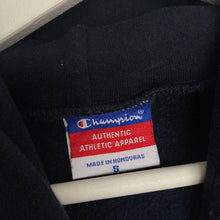 Champion
AUTHENTIC
ATHLETIC APPAREL
MADE IN HONDURAS
S